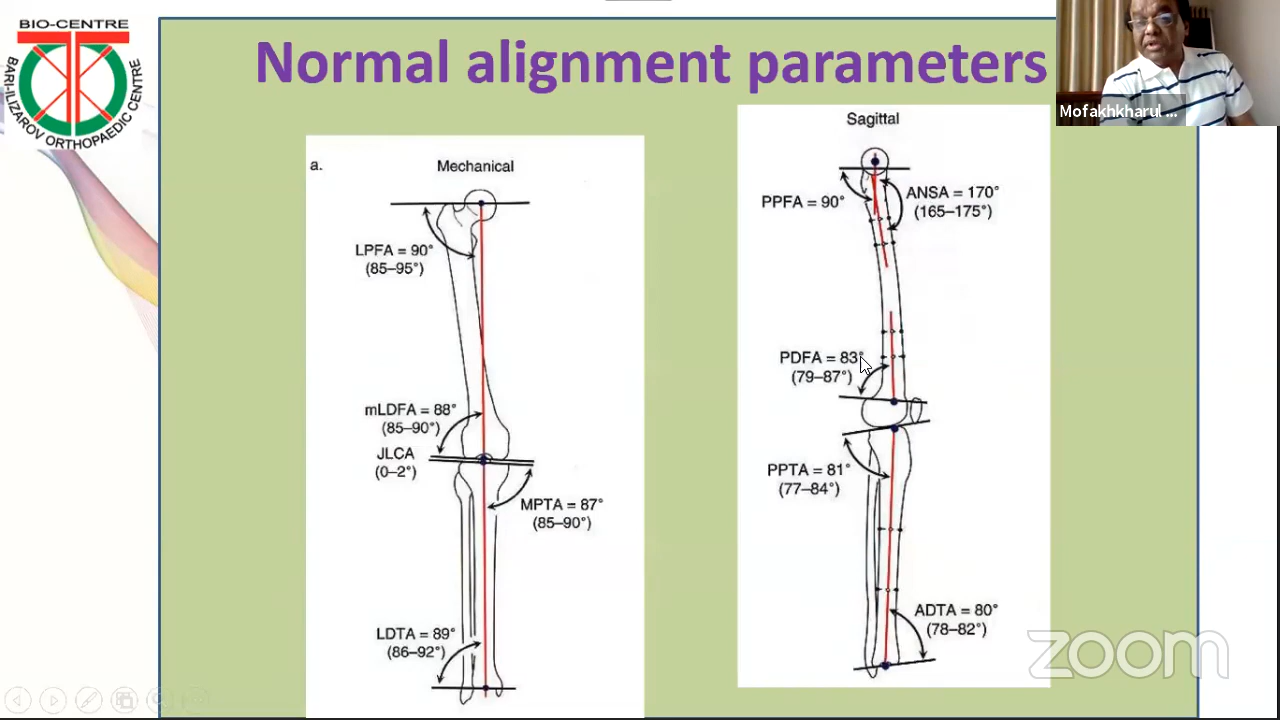 BIO-CENTRE
BARI-ILIZAROV ORTHOPAEDIC CENTRE
Normal alignment parameters
Mofakhkharul ...
a.
Mechanical
LPFA = 90°
(85–95°)
mLDFA = 88°
(85–90°)
JLCA
(0–2°)
MPTA = 87°
(85–90°)
LDTA = 89°
(86–92°)
Sagittal
PPFA = 90°
ANSA = 170°
(165–175°)
PDFA = 83°
(79–87°)
PPTA = 81°
(77–84°)
ADTA = 80°
(78–82°)
zoom